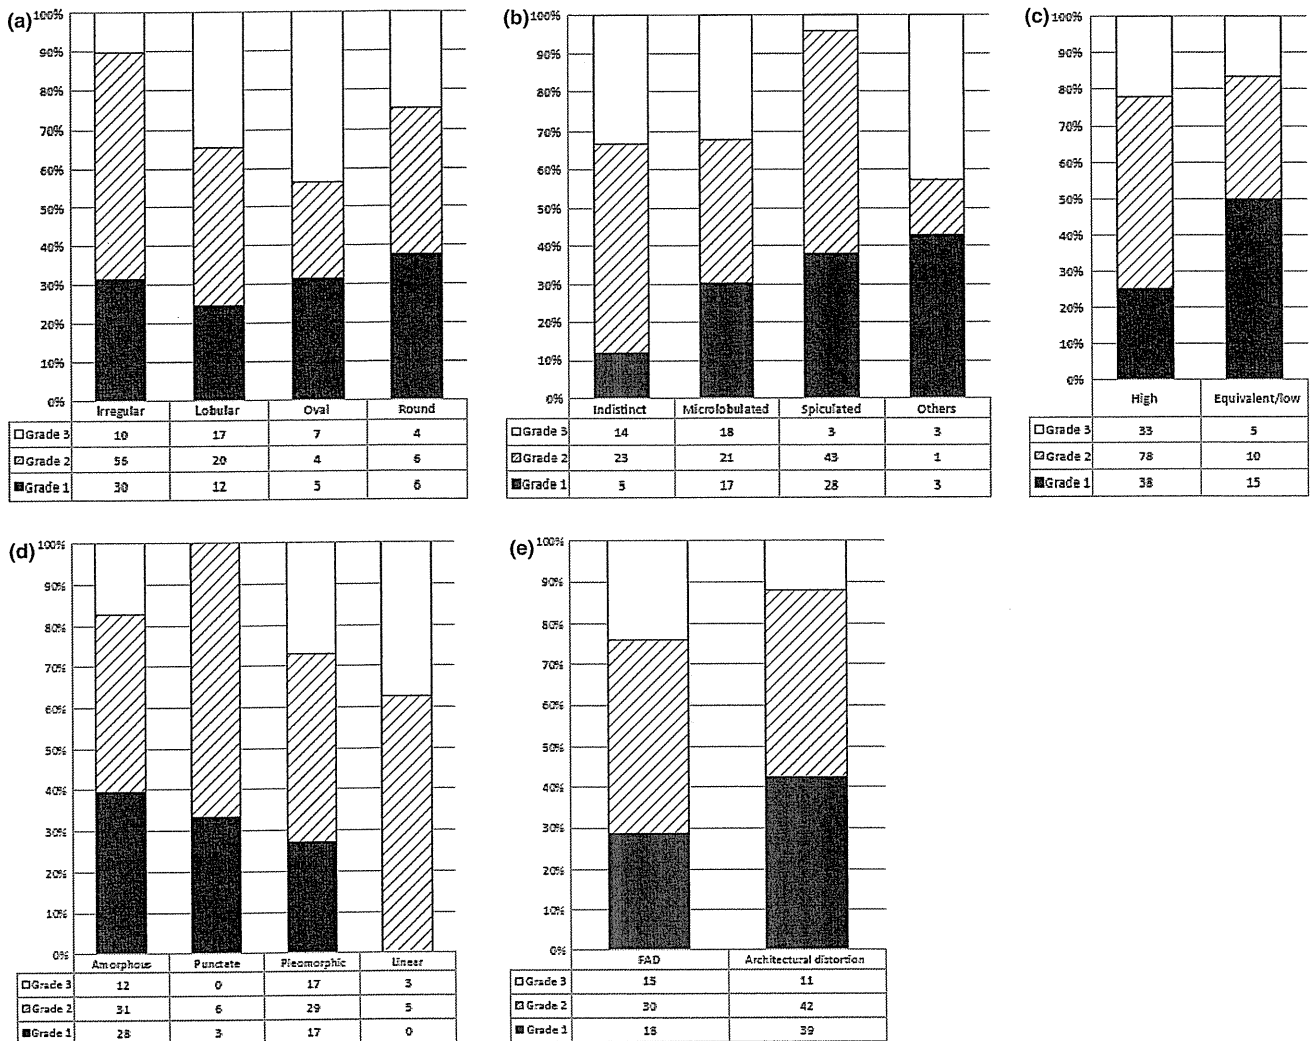 (a)
100%
90%
80%
70%
60%
50%
40%
30%
20%
10%
0%
Irregular Lobular Oval Round
Grade 3 10 17 7 4
Grade 2 56 20 4 6
Grade 1 30 12 5 6
(b)
100%
90%
80%
70%
60%
50%
40%
30%
20%
10%
0%
Indistinct Microlobulated Spiculated Others
Grade 3 14 18 3 3
Grade 2 23 21 43 1
Grade 1 5 17 28 3
(c)
100%
90%
80%
70%
60%
50%
40%
30%
20%
10%
0%
High Equivalent/low
Grade 3 33 5
Grade 2 78 10
Grade 1 38 15
(d)
100%
90%
80%
70%
60%
50%
40%
30%
20%
10%
0%
Amorphous Punctate Pleomorphic Linear
Grade 3 12 0 17 3
Grade 2 31 6 29 5
Grade 1 28 3 17 0
(e)
100%
90%
80%
70%
60%
50%
40%
30%
20%
10%
0%
FAD Architectural distortion
Grade 3 15 11
Grade 2 30 42
Grade 1 18 39